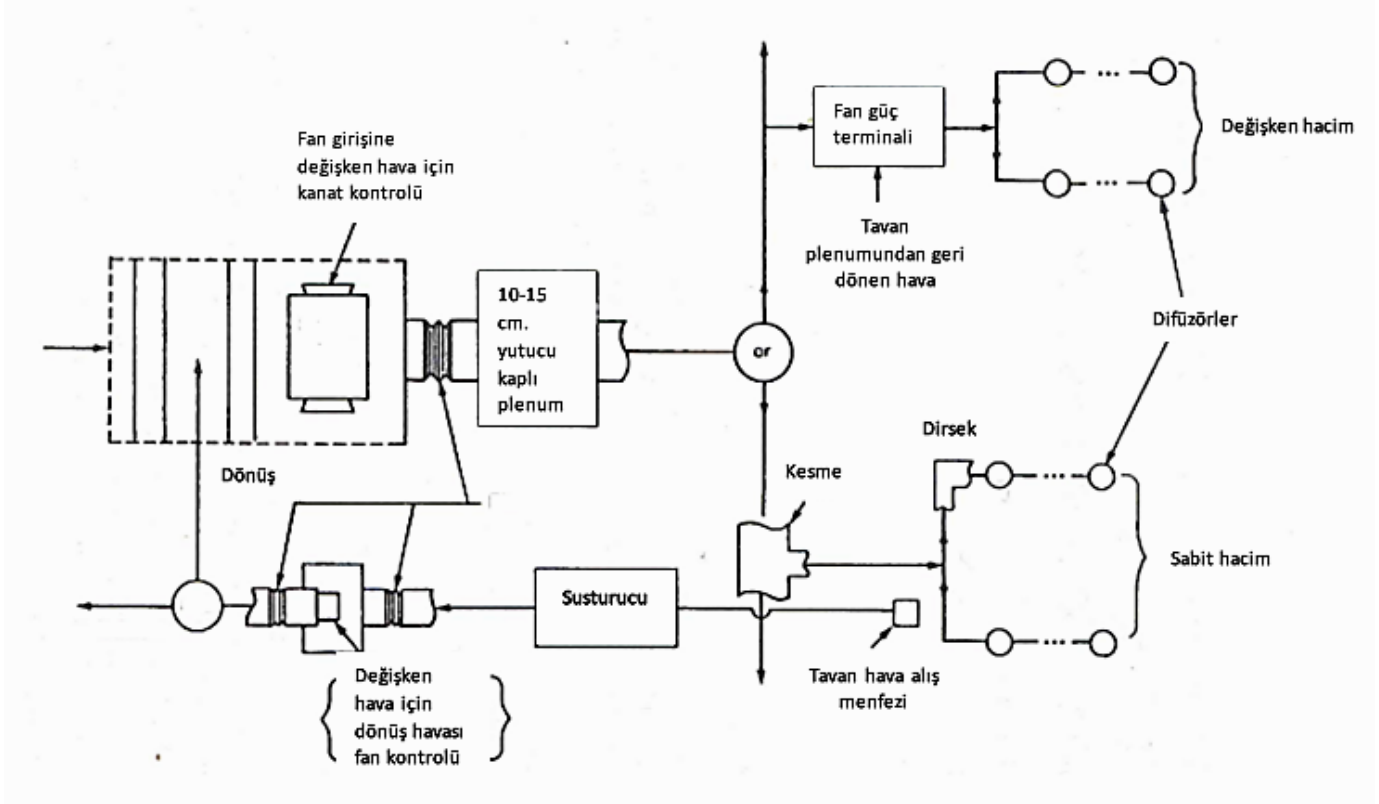 Fan güç
terminali
Değişken hacim
Fan girişine
değişken hava için
kanat kontrolü
Tavan
plenumundan geri
dönen hava
10-15
cm.
yutucu
kaplı
plenum
Difüzörler
or
Dirsek
Dönüş
Kesme
Sabit hacim
Susturucu
Tavan hava alış
menfezi
Değişken
hava için
dönüş havası
fan kontrolü